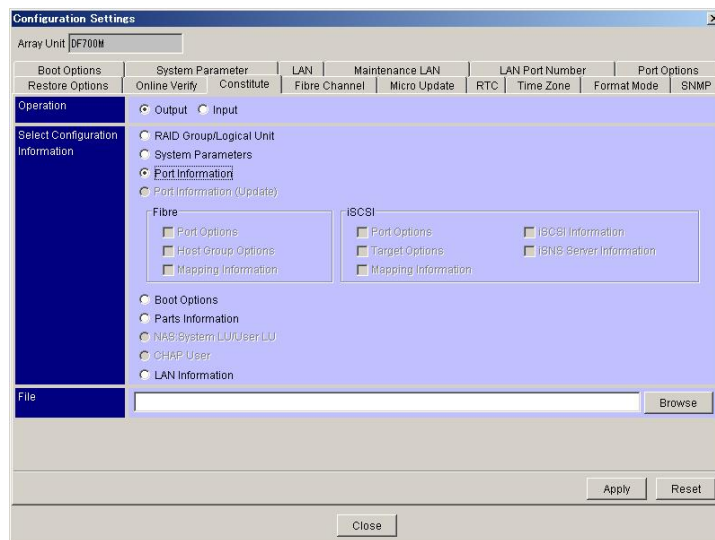 Configuration Settings
Array Unit DF700M
Boot Options System Parameter LAN Maintenance LAN LAN Port Number Port Options
Restore Options Online Verify Constitute Fibre Channel Micro Update RTC Time Zone Format Mode SNMP
Operation Output Input
Select Configuration Information
RAID Group/Logical Unit
System Parameters
Port Information
Port Information (Update)
Fibre
Port Options
Host Group Options
Mapping Information
iSCSI
Port Options iSCSI Information
Target Options iSNS Server Information
Mapping Information
Boot Options
Parts Information
NAS:System LU/User LU
CHAP User
LAN Information
File Browse
Apply Reset
Close